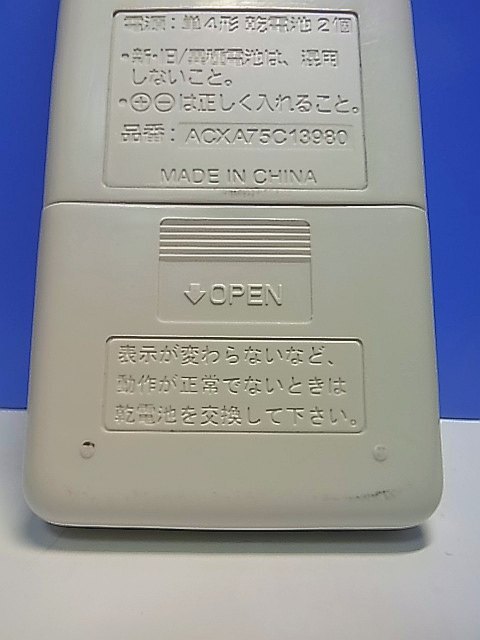 電源：単4形 乾電池 2個
・新・旧/異種電池は、混用
しないこと。
・⊕⊖は正しく入れること。
品番： ACXA75C13980
MADE IN CHINA
⇩OPEN
表示が変わらないなど、
動作が正常でないときは
乾電池を交換して下さい。